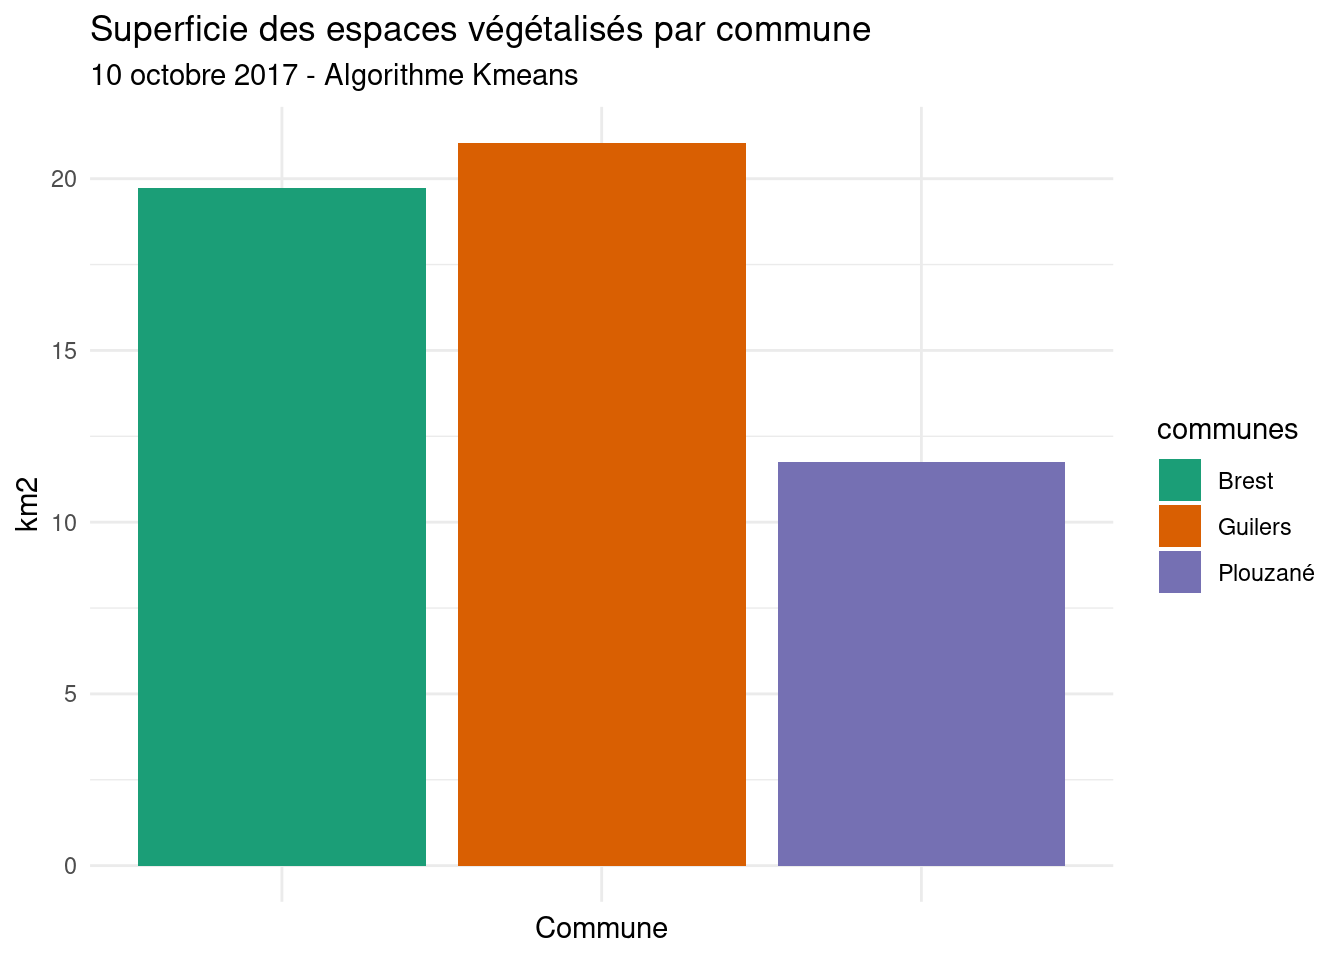 Superficie des espaces végétalisés par commune
10 octobre 2017 - Algorithme Kmeans
20
15
10
5
0
km2
Commune
communes
Brest
Guilers
Plouzané